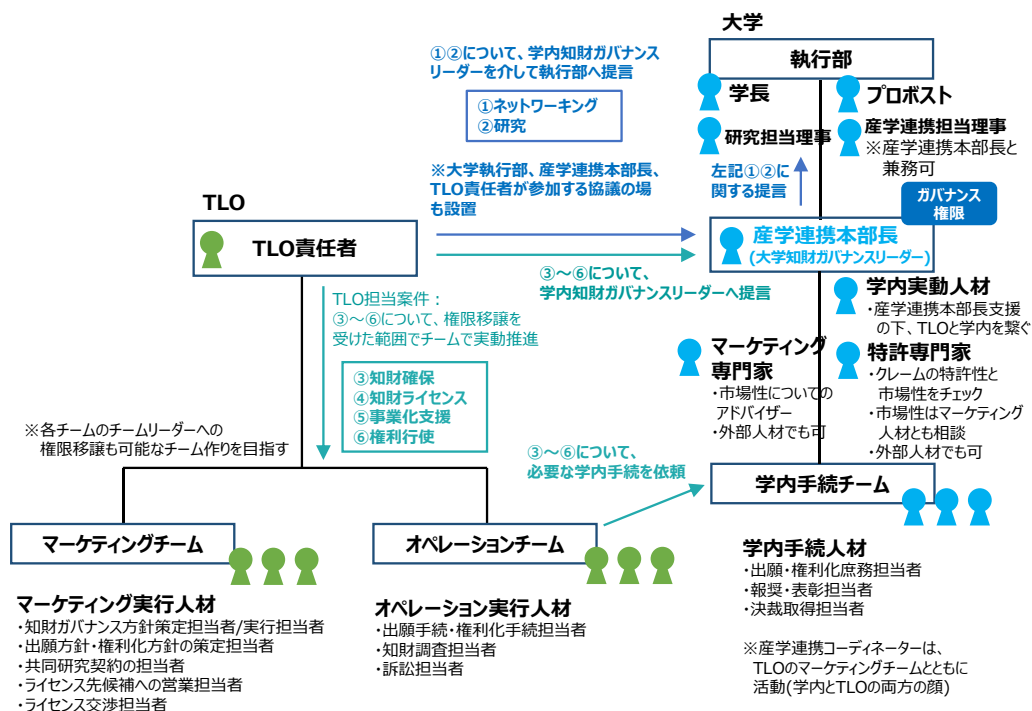 大学
執行部
学長
プロボスト
研究担当理事
産学連携担当理事
※産学連携本部長と
兼務可
①②について、学内知財ガバナンス
リーダーを介して執行部へ提言
①ネットワーキング
②研究
※大学執行部、産学連携本部長、
TLO責任者が参加する協議の場
も設置
左記①②に
関する提言
ガバナンス
権限
TLO
TLO責任者
産学連携本部長
(大学知財ガバナンスリーダー)
③～⑥について、
学内知財ガバナンスリーダーへ提言
TLO担当案件：
③～⑥について、権限移譲を
受けた範囲でチームで実動推進
③知財確保
④知財ライセンス
⑤事業化支援
⑥権利行使
学内実動人材
・産学連携本部長支援
の下、TLOと学内を繋ぐ
マーケティング
専門家
・市場性についての
アドバイザー
・外部人材でも可
特許専門家
・クレームの特許性と
市場性をチェック
・市場性はマーケティング
人材とも相談
・外部人材でも可
※各チームのチームリーダーへの
権限移譲も可能なチーム作りを目指す
③～⑥について、
必要な学内手続を依頼
学内手続チーム
マーケティングチーム
オペレーションチーム
マーケティング実行人材
・知財ガバナンス方針策定担当者/実行担当者
・出願方針・権利化方針の策定担当者
・共同研究契約の担当者
・ライセンス先候補への営業担当者
・ライセンス交渉担当者
オペレーション実行人材
・出願手続・権利化手続担当者
・知財調査担当者
・訴訟担当者
学内手続人材
・出願・権利化庶務担当者
・報奨・表彰担当者
・決裁取得担当者
※産学連携コーディネーターは、
TLOのマーケティングチームとともに
活動(学内とTLOの両方の顔)